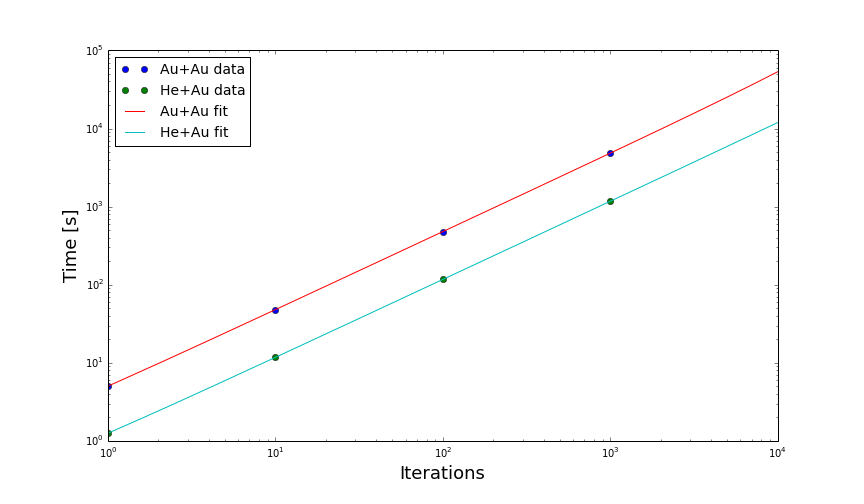 10^5
10^4
10^3
10^2
10^1
10^0
Time [s]
Au+Au data
He+Au data
Au+Au fit
He+Au fit
10^0 10^1 10^2 10^3 10^4
Iterations